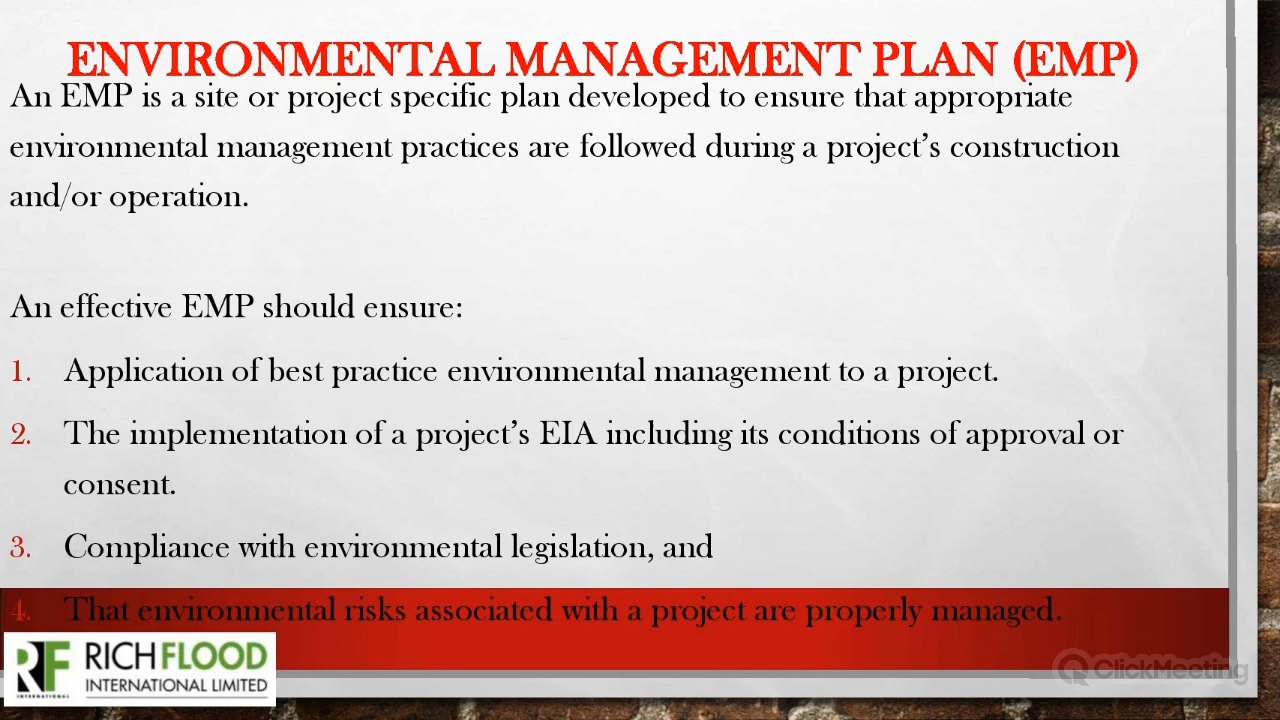 ENVIRONMENTAL MANAGEMENT PLAN (EMP)
An EMP is a site or project specific plan developed to ensure that appropriate
environmental management practices are followed during a project’s construction
and/or operation.
An effective EMP should ensure:
1. Application of best practice environmental management to a project.
2. The implementation of a project’s EIA including its conditions of approval or
consent.
3. Compliance with environmental legislation, and
4. That environmental risks associated with a project are properly managed.
RF
INTERNATIONAL
RICHFLOOD
INTERNATIONAL LIMITED
ClickMeeting